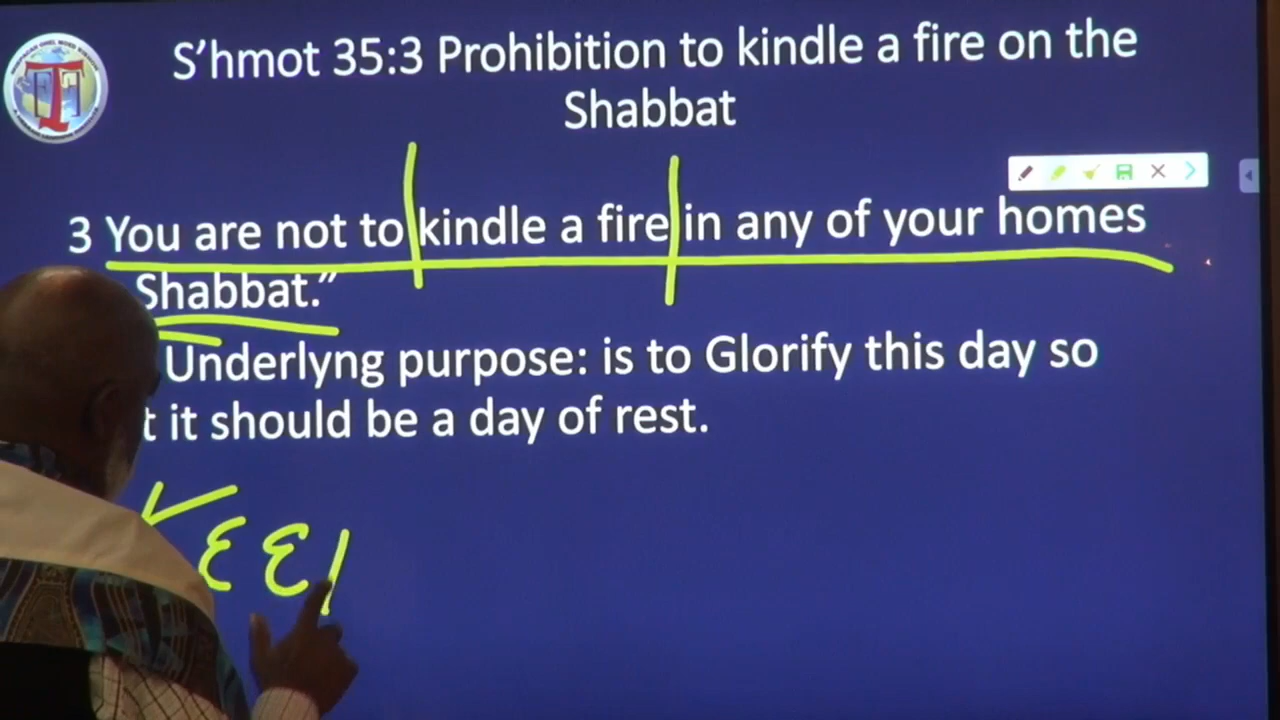 S'hmot 35:3 Prohibition to kindle a fire on the
Shabbat
3 You are not to kindle a fire in any of your homes
Shabbat.”
Underlyng purpose: is to Glorify this day so
t it should be a day of rest.